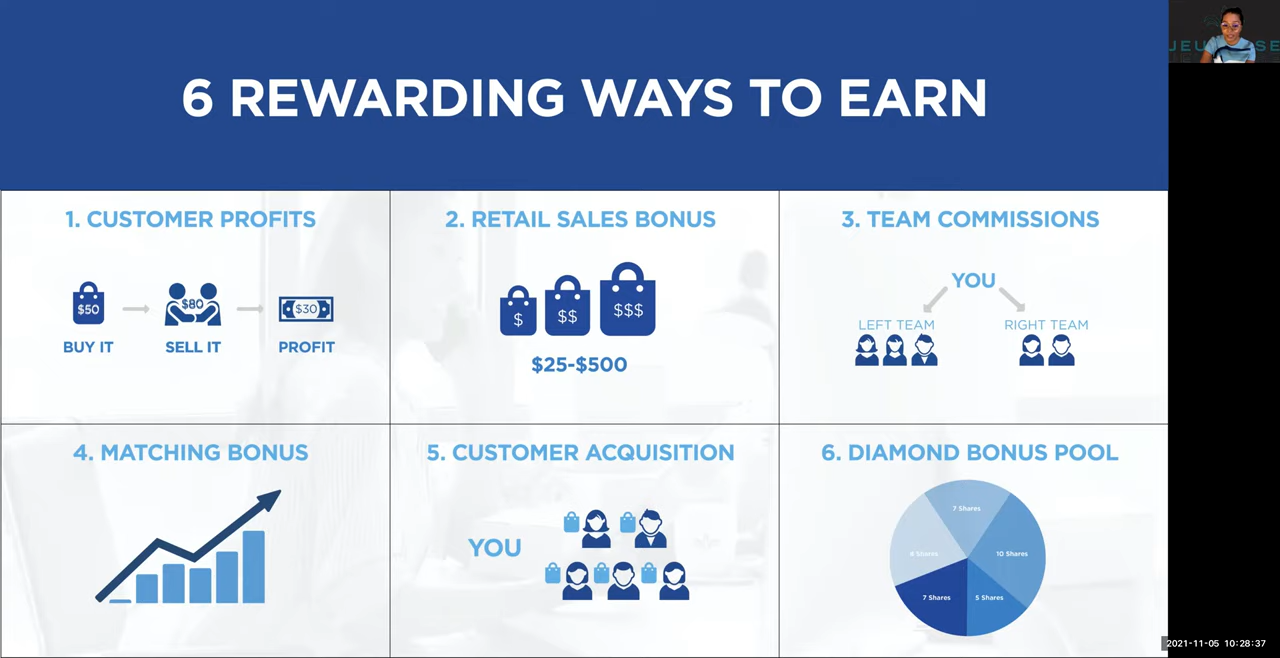 6 REWARDING WAYS TO EARN
1. CUSTOMER PROFITS
$50
$80
$30
BUY IT
SELL IT
PROFIT
2. RETAIL SALES BONUS
$
$$
$$$
$25-$500
3. TEAM COMMISSIONS
YOU
LEFT TEAM
RIGHT TEAM
4. MATCHING BONUS
5. CUSTOMER ACQUISITION
YOU
6. DIAMOND BONUS POOL
7 Shares
10 Shares
5 Shares
7 Shares
2021-11-05 10:28:37